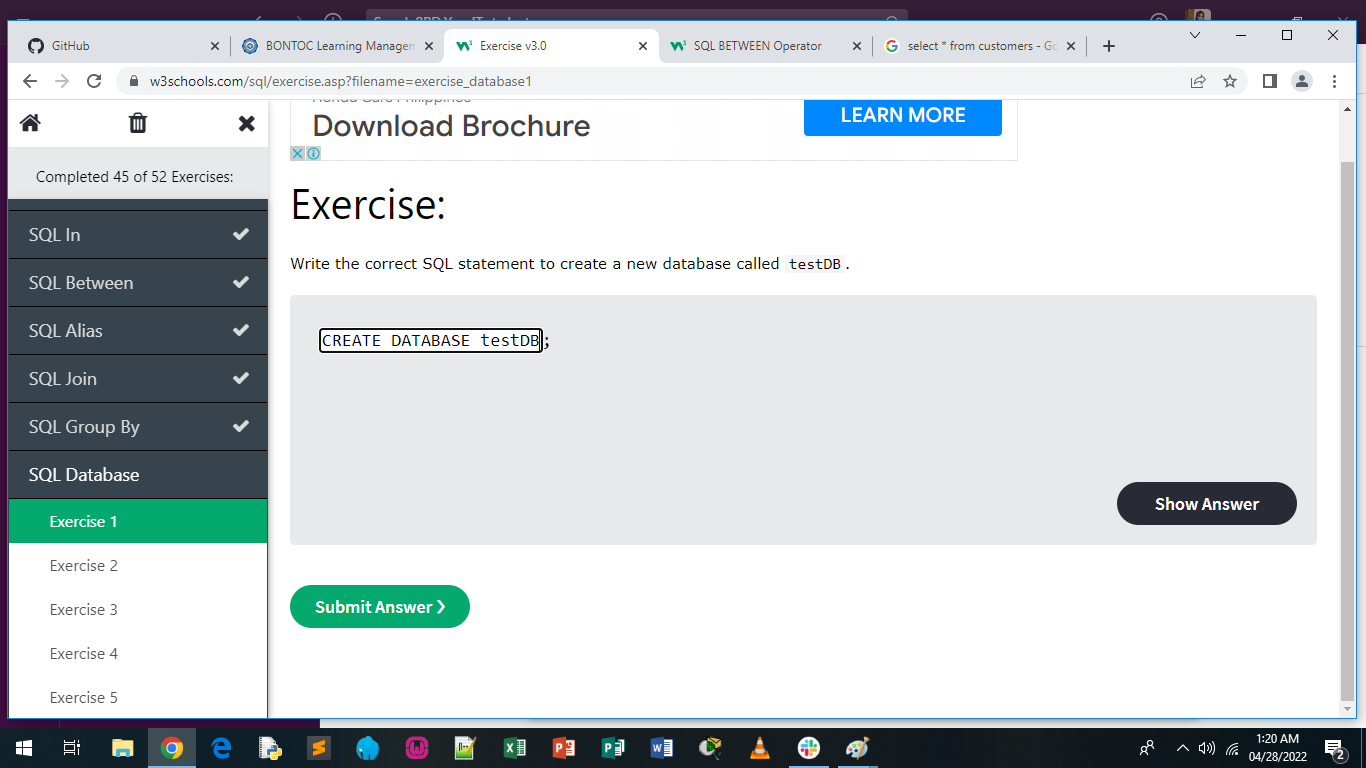 GitHub
BONTOC Learning Managem
Exercise v3.0
SQL BETWEEN Operator
select * from customers - Go
w3schools.com/sql/exercise.asp?filename=exercise_database1
Completed 45 of 52 Exercises:
SQL In
SQL Between
SQL Alias
SQL Join
SQL Group By
SQL Database
Exercise 1
Exercise 2
Exercise 3
Exercise 4
Exercise 5
Download Brochure
LEARN MORE
Exercise:
Write the correct SQL statement to create a new database called testDB.
CREATE DATABASE testDB;
Show Answer
Submit Answer ❯
1:20 AM
04/28/2022
2